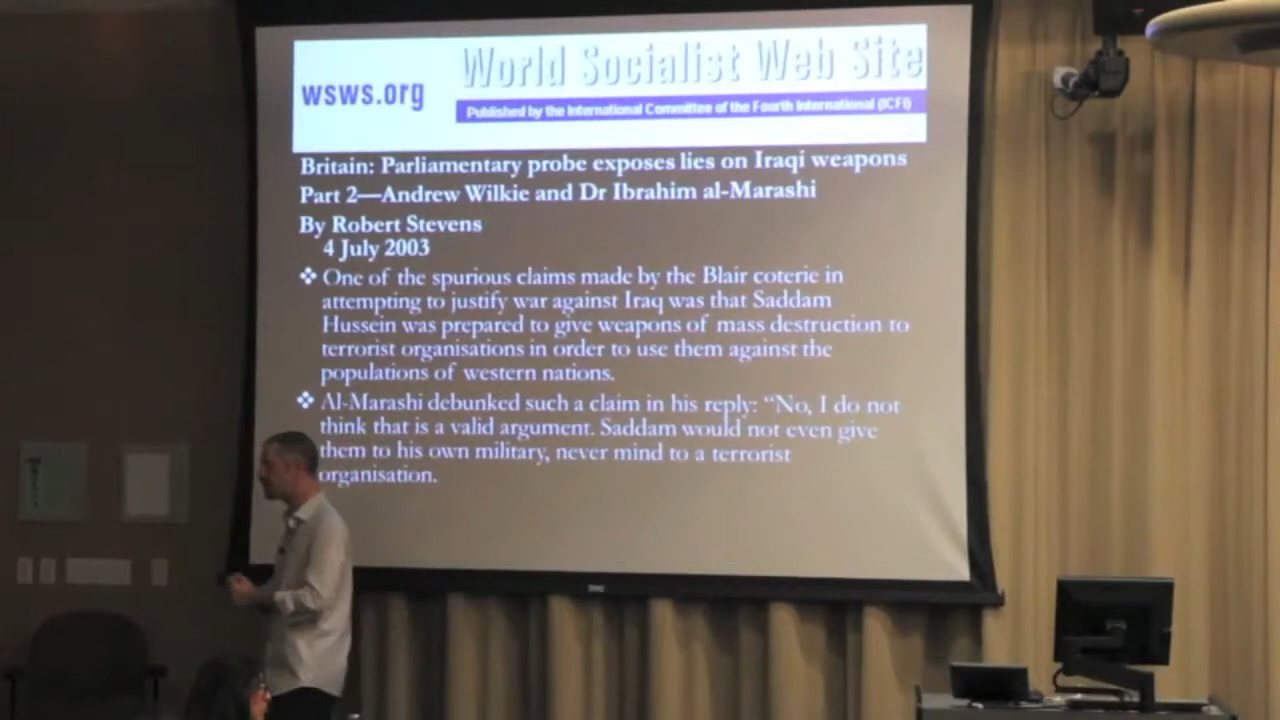 World Socialist Web Site
wsws.org
Published by the International Committee of the Fourth International (ICFI)
Britain: Parliamentary probe exposes lies on Iraqi weapons
Part 2—Andrew Wilkie and Dr Ibrahim al-Marashi
By Robert Stevens
4 July 2003
❖ One of the spurious claims made by the Blair coterie in
attempting to justify war against Iraq was that Saddam
Hussein was prepared to give weapons of mass destruction to
terrorist organisations in order to use them against the
populations of western nations.
❖ Al-Marashi debunked such a claim in his reply: “No, I do not
think that is a valid argument. Saddam would not even give
them to his own military, never mind to a terrorist
organisation.